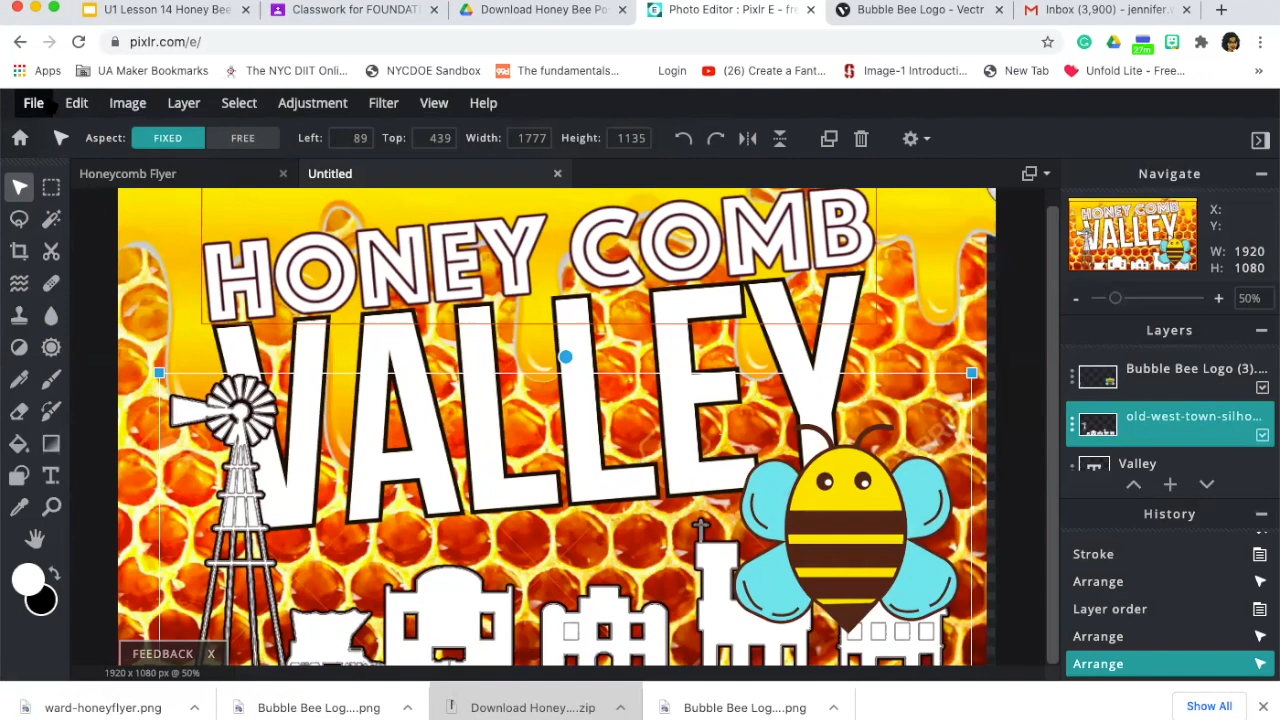 U1 Lesson 14 Honey Bee
Classwork for FOUNDAT
Download Honey Bee Po
Photo Editor : Pixlr E - fre
Bubble Bee Logo - Vectr
Inbox (3,900) - jennifer.s
pixlr.com/e/
27m
Apps
UA Maker Bookmarks
The NYC DIIT Onli...
NYCDOE Sandbox
The fundamentals...
Login
(26) Create a Fant...
Image-1 Introducti...
New Tab
Unfold Lite - Free...
File Edit Image Layer Select Adjustment Filter View Help
Aspect: FIXED FREE Left: 89 Top: 439 Width: 1777 Height: 1135
Honeycomb Flyer
Untitled
Navigate
HONEY COMB
VALLEY
X:
Y:
W: 1920
H: 1080
- + 50%
Layers
Bubble Bee Logo (3)....
old-west-town-silho...
Valley
History
Stroke
Arrange
Layer order
Arrange
Arrange
FEEDBACK X
1920 x 1080 px @ 50%
ward-honeyflyer.png
Bubble Bee Log....png
Download Honey....zip
Bubble Bee Log....png
Show All